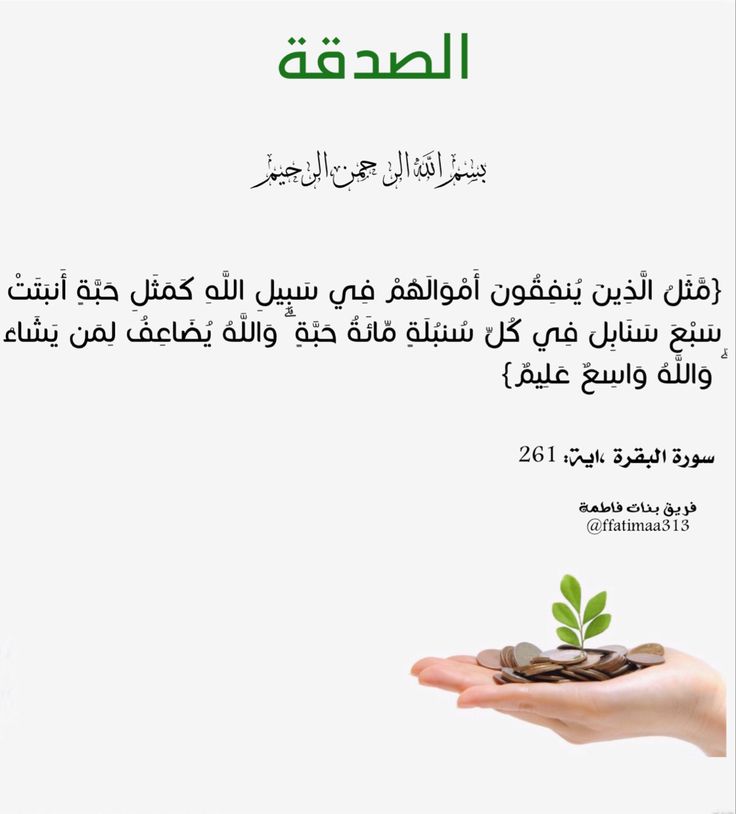 الصدقة
بسم الله الرحمن الرحيم
{مَّثَلُ الَّذِينَ يُنفِقُونَ أَمْوَالَهُمْ فِي سَبِيلِ اللَّهِ كَمَثَلِ حَبَّةٍ أَنبَتَتْ
سَبْعَ سَنَابِلَ فِي كُلِّ سُنبُلَةٍ مِّائَةُ حَبَّةٍ ۗ وَاللَّهُ يُضَاعِفُ لِمَن يَشَاءُ
ۗ وَاللَّهُ وَاسِعٌ عَلِيمٌ}
سورة البقرة ،اية: 261
فريق بنات فاطمة
@ffatimaa313